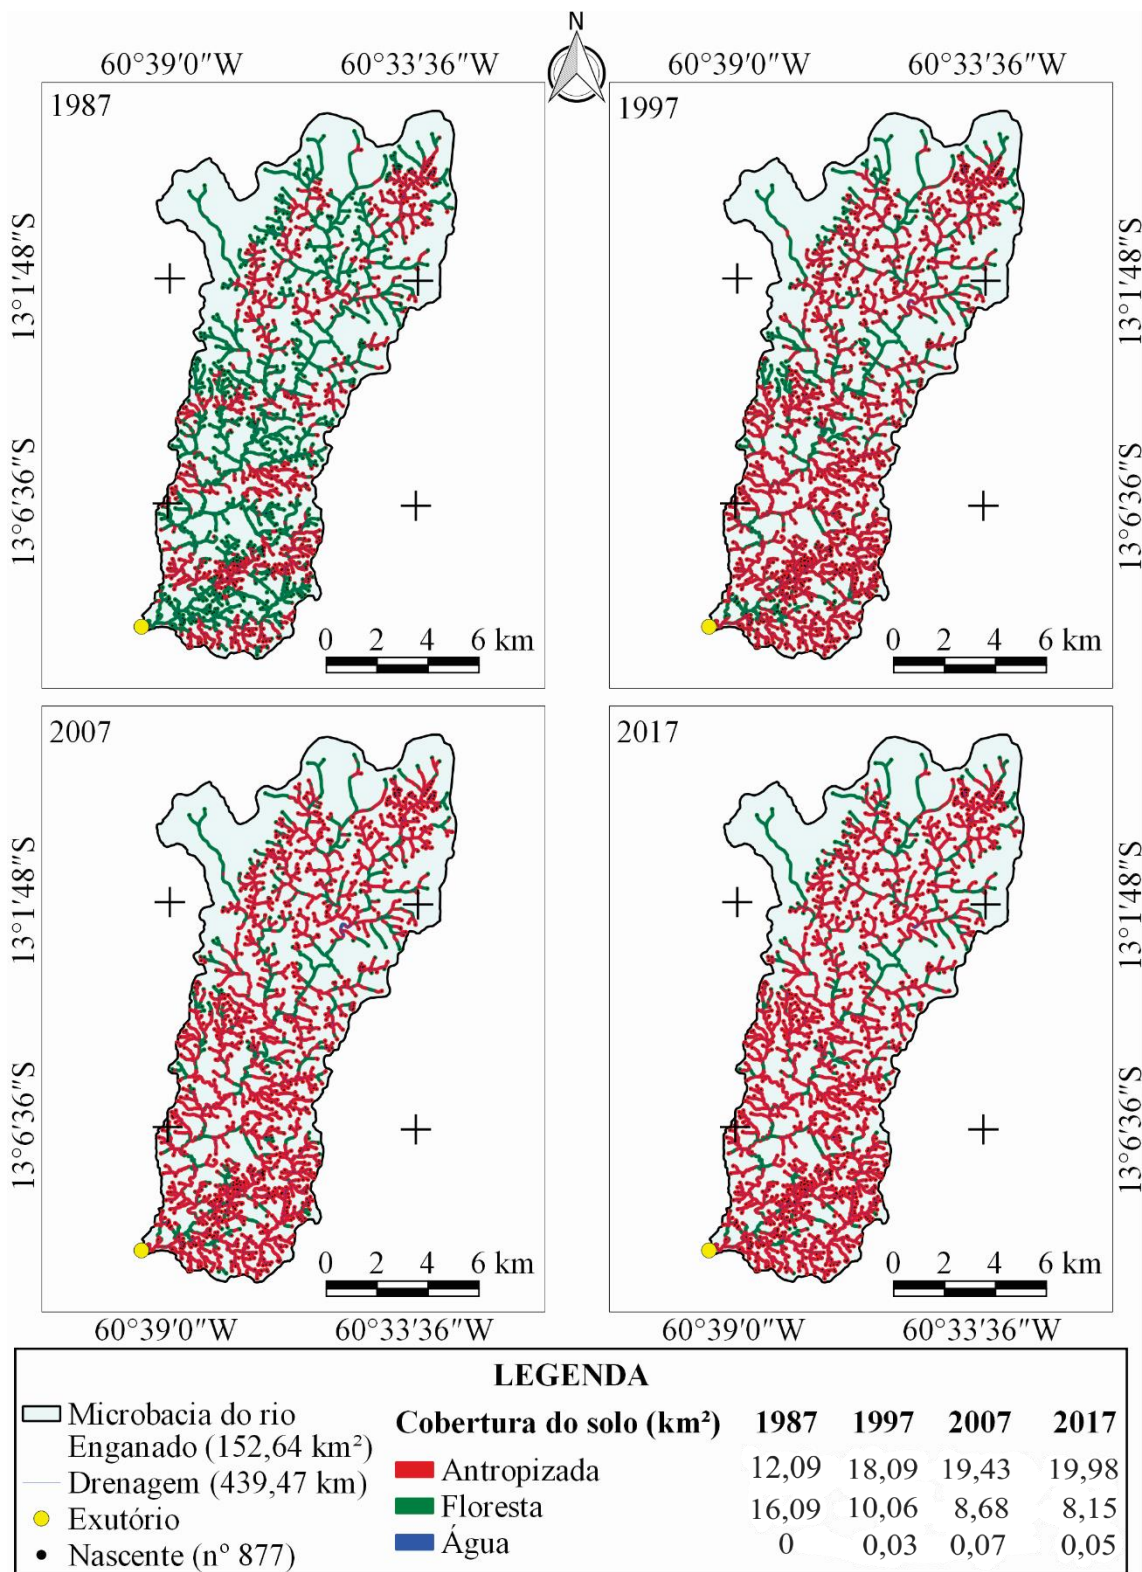 N
60°39'0"W 60°33'36"W 60°39'0"W 60°33'36"W
1987 1997
13°1'48"S 13°1'48"S
13°6'36"S 13°6'36"S
0 2 4 6 km 0 2 4 6 km
2007 2017
13°1'48"S 13°1'48"S
13°6'36"S 13°6'36"S
0 2 4 6 km 0 2 4 6 km
60°39'0"W 60°33'36"W 60°39'0"W 60°33'36"W
LEGENDA
Microbacia do rio
Enganado (152,64 km²)
Drenagem (439,47 km)
Exutório
Nascente (nº 877)
Cobertura do solo (km²) 1987 1997 2007 2017
Antropizada 12,09 18,09 19,43 19,98
Floresta 16,09 10,06 8,68 8,15
Água 0 0,03 0,07 0,05